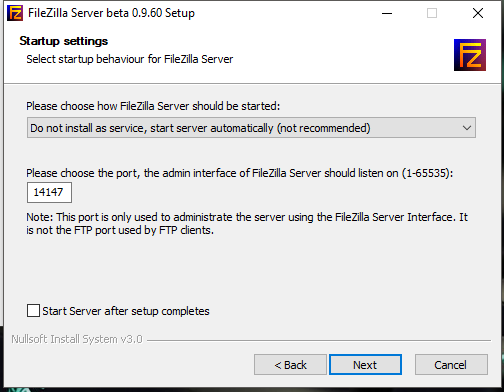 FileZilla Server beta 0.9.60 Setup
Startup settings
Select startup behaviour for FileZilla Server
FZ
Please choose how FileZilla Server should be started:
Do not install as service, start server automatically (not recommended)
Please choose the port, the admin interface of FileZilla Server should listen on (1-65535):
14147
Note: This port is only used to administrate the server using the FileZilla Server Interface. It
is not the FTP port used by FTP clients.
Start Server after setup completes
Nullsoft Install System v3.0
< Back
Next
Cancel